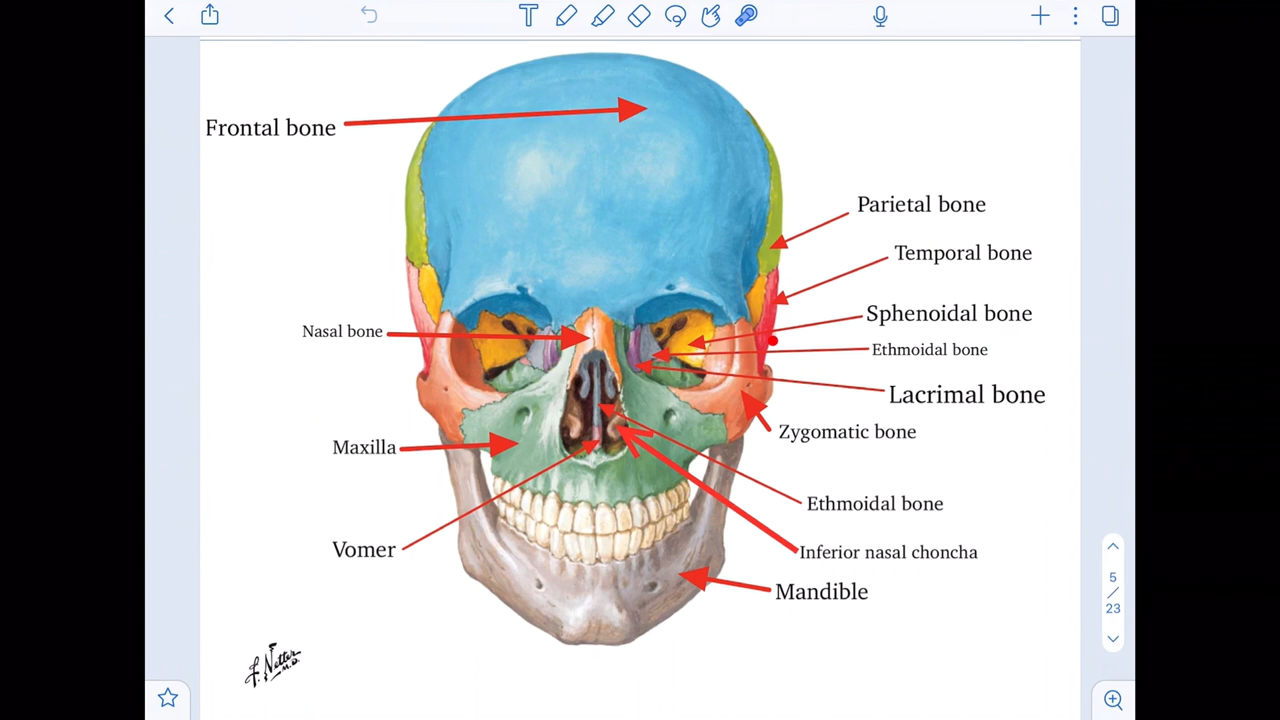 Frontal bone
Parietal bone
Temporal bone
Sphenoidal bone
Nasal bone
Ethmoidal bone
Lacrimal bone
Zygomatic bone
Maxilla
Ethmoidal bone
Vomer
Inferior nasal choncha
Mandible
5
/
23
F. Netter
M.D.